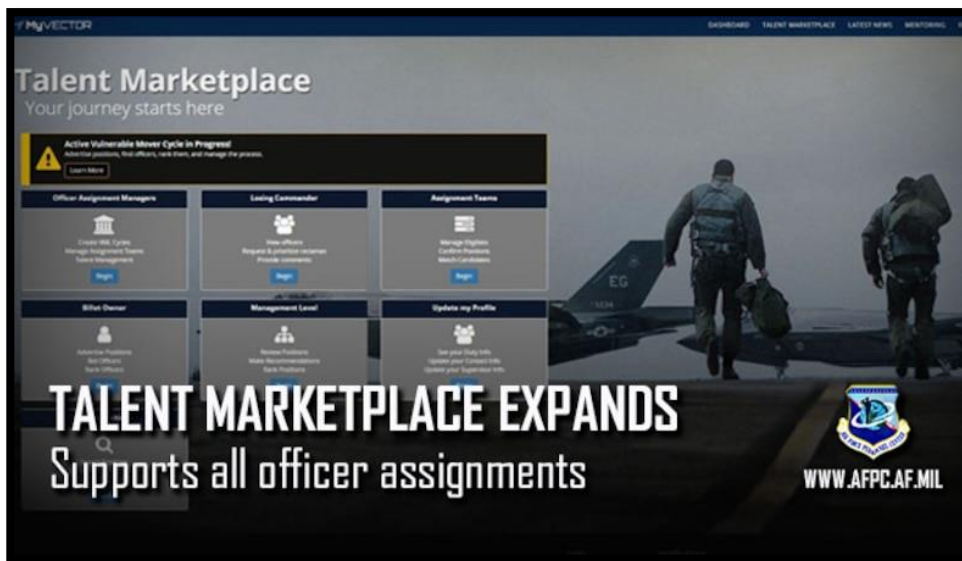 MyVECTOR
DASHBOARD TALENT MARKETPLACE LATEST NEWS MENTORING
Talent Marketplace
Your journey starts here
Active Vulnerable Mover Cycle in Progress!
Advertise positions, find officers, rank them, and manage the process.
Learn More
Officer Assignment Managers
Create VML Cycles
Manage Assignment Teams
Talent Management
Begin
Losing Commander
View officers
Request & prioritize reclamas
Provide comments
Begin
Assignment Teams
Manage Eligibles
Confirm Positions
Match Candidates
Begin
Billet Owner
Advertise Positions
Bid Officers
Rank Officers
Management Level
Review Positions
Make Recommendations
Rank Positions
Update my Profile
See your Duty Info
Update your Contact Info
Update your Supervisor Info
EG
TALENT MARKETPLACE EXPANDS
Supports all officer assignments
WWW.AFPC.AF.MIL